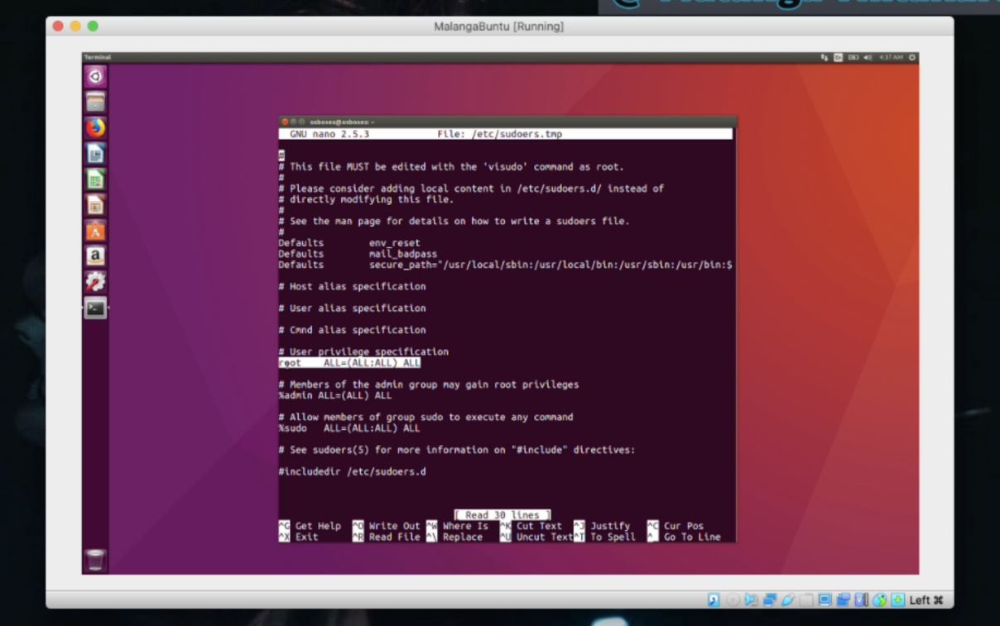 MalangaBuntu [Running]
Terminal
4:37 AM
osboxes@osboxes: ~
GNU nano 2.5.3 File: /etc/sudoers.tmp
#
# This file MUST be edited with the 'visudo' command as root.
#
# Please consider adding local content in /etc/sudoers.d/ instead of
# directly modifying this file.
#
# See the man page for details on how to write a sudoers file.
#
Defaults env_reset
Defaults mail_badpass
Defaults secure_path="/usr/local/sbin:/usr/local/bin:/usr/sbin:/usr/bin:$
# Host alias specification
# User alias specification
# Cmnd alias specification
# User privilege specification
root ALL=(ALL:ALL) ALL
# Members of the admin group may gain root privileges
%admin ALL=(ALL) ALL
# Allow members of group sudo to execute any command
%sudo ALL=(ALL:ALL) ALL
# See sudoers(5) for more information on "#include" directives:
#includedir /etc/sudoers.d
[ Read 30 lines ]
^G Get Help ^O Write Out ^W Where Is ^K Cut Text ^J Justify ^C Cur Pos
^X Exit ^R Read File ^\ Replace ^U Uncut Text ^T To Spell ^_ Go To Line
Left ⌘